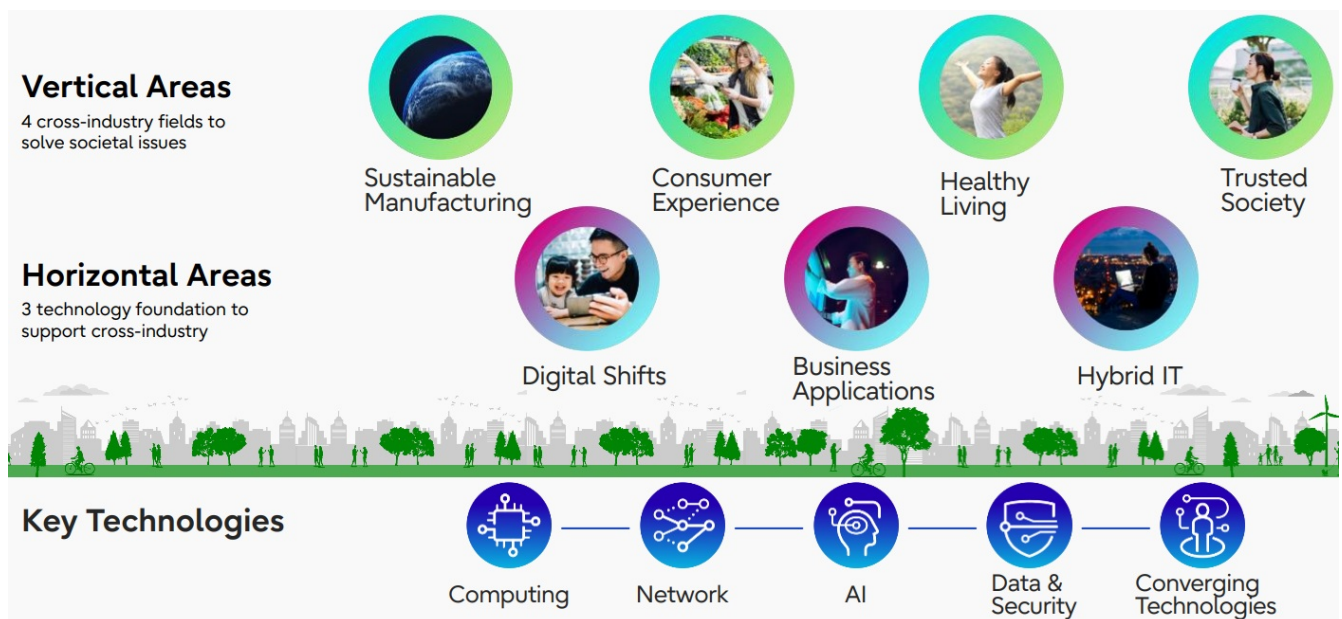 Vertical Areas
4 cross-industry fields to
solve societal issues
Sustainable
Manufacturing
Consumer
Experience
Healthy
Living
Trusted
Society
Horizontal Areas
3 technology foundation to
support cross-industry
Digital Shifts
Business
Applications
Hybrid IT
Key Technologies
Computing
Network
AI
Data &
Security
Converging
Technologies